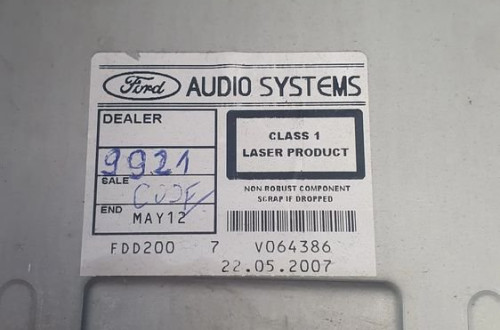 Ford AUDIO SYSTEMS
DEALER
9921
SALE
CODE
END MAY12
CLASS 1
LASER PRODUCT
NON ROBUST COMPONENT
SCRAP IF DROPPED
FDD200 7 V064386
22.05.2007